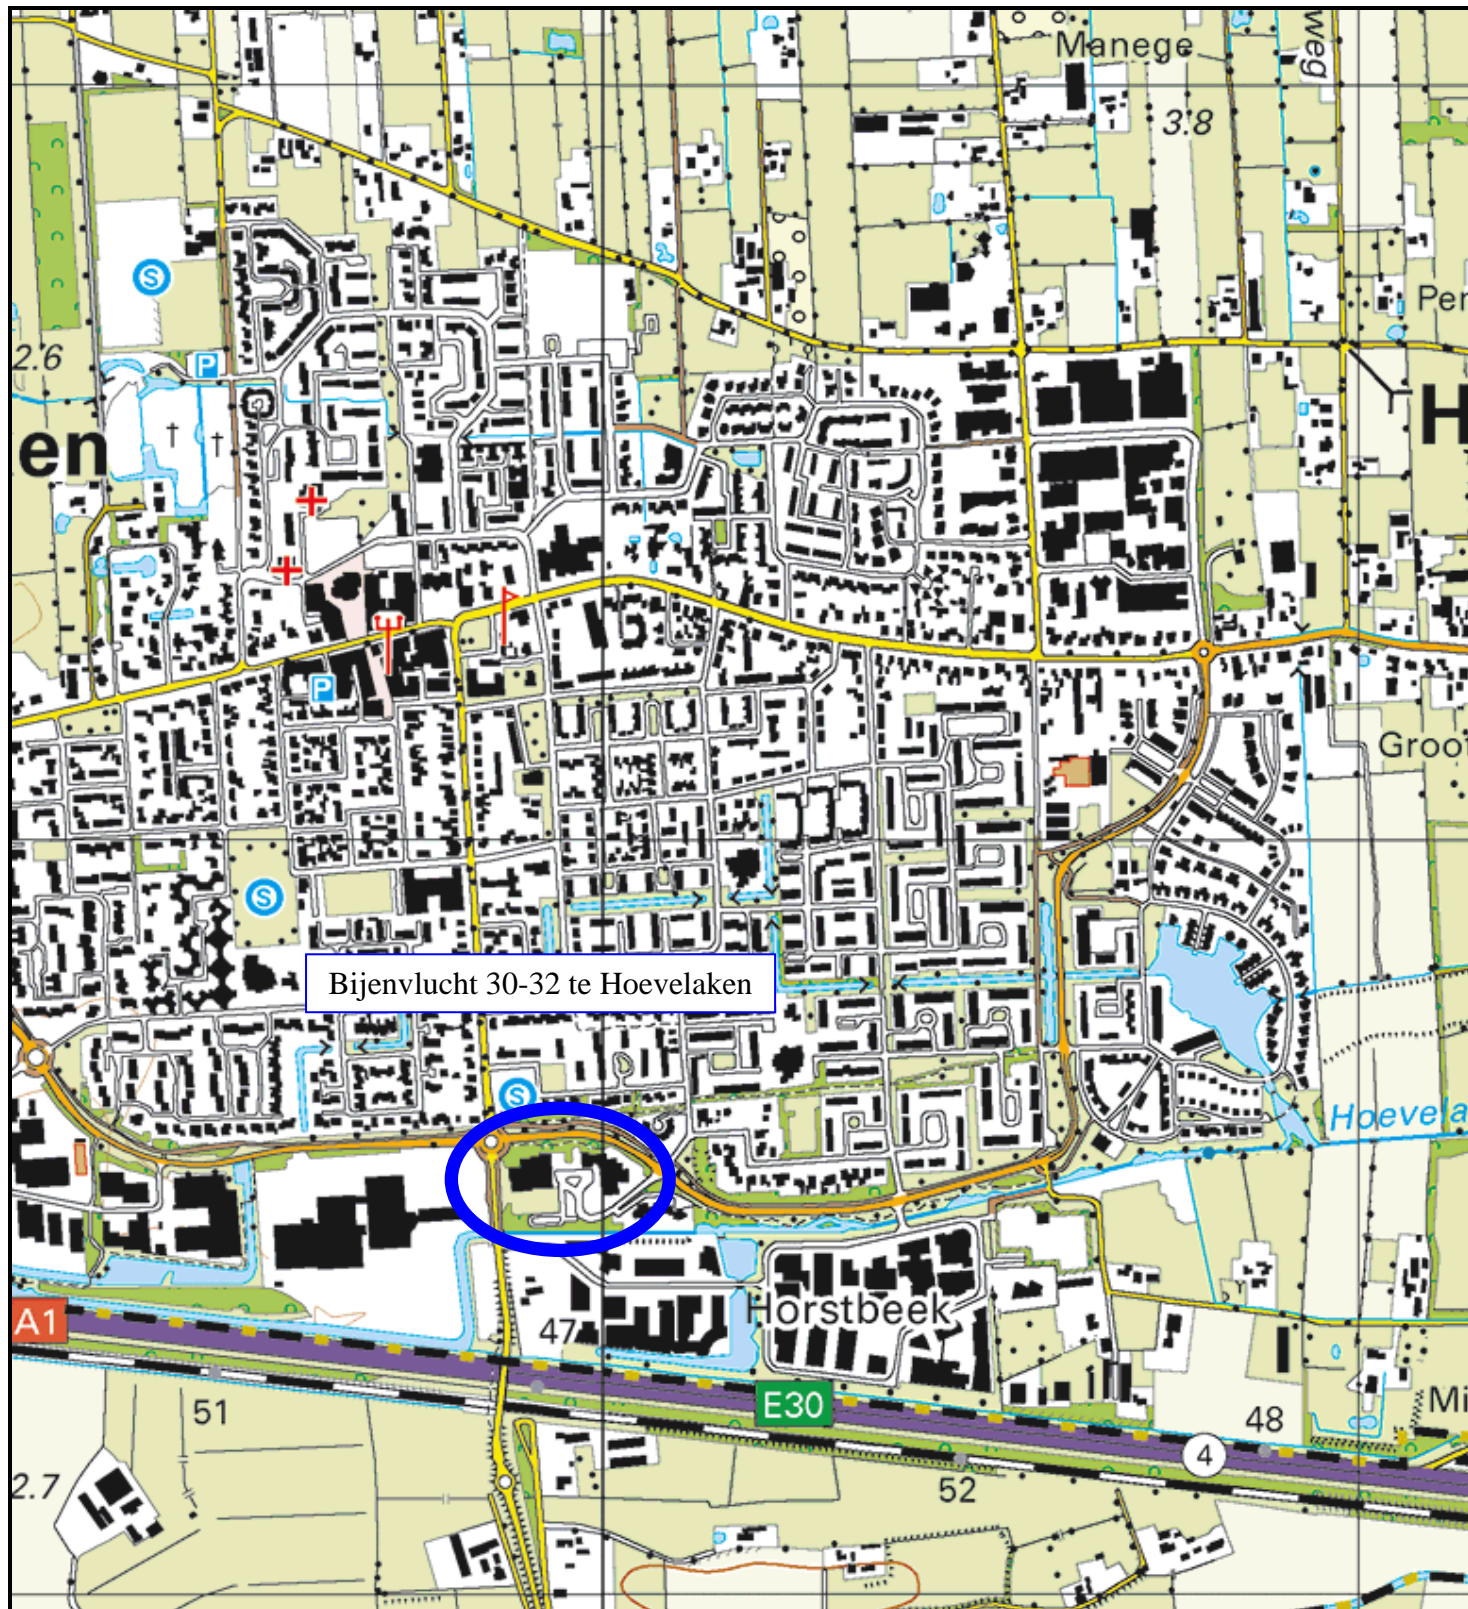 Manege
weg
3.8
S
Per
2.6
P
H
en
P
Groot
S
Bijenvlucht 30-32 te Hoevelaken
S
Hoevela
A1
47
Horstbeek
E30
51
48
Mi
4
2.7
52